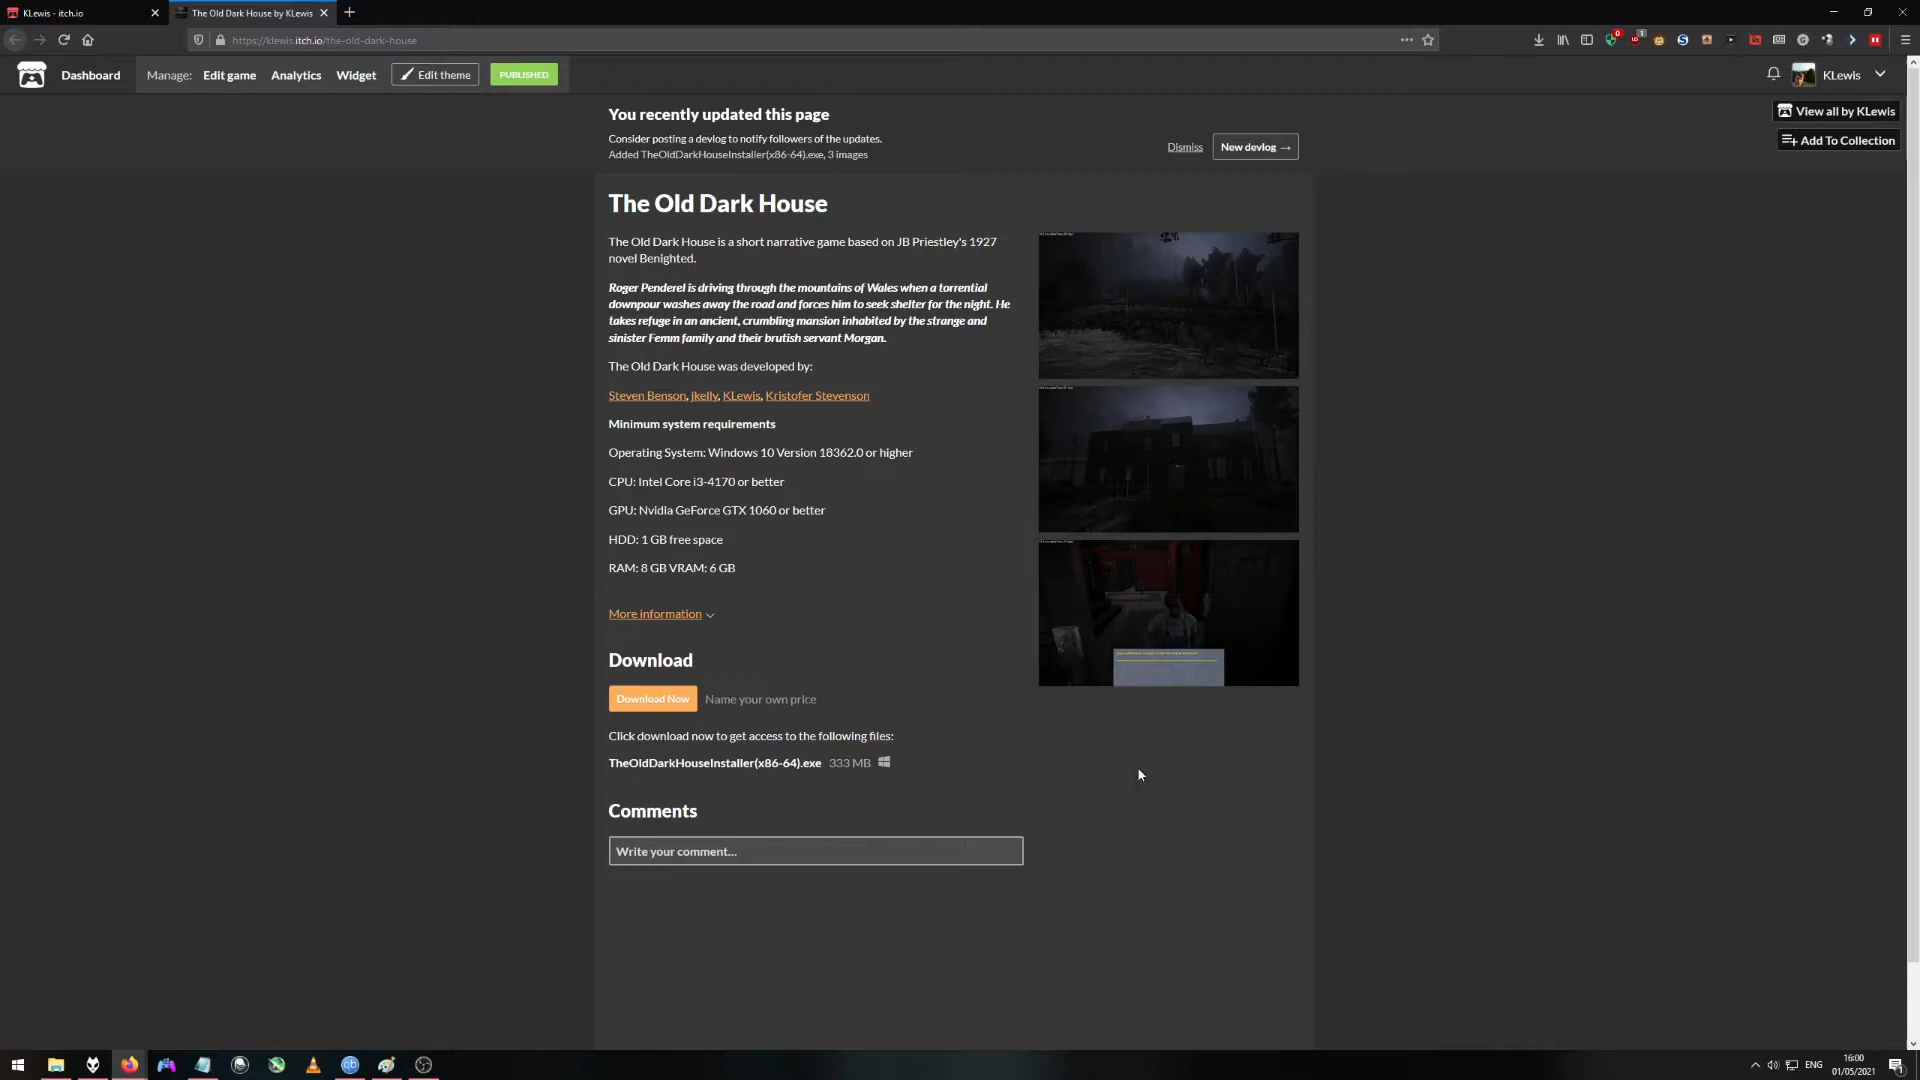 KLewis - itch.io
The Old Dark House by KLewis
https://klewis.itch.io/the-old-dark-house
Dashboard
Manage:
Edit game
Analytics
Widget
Edit theme
PUBLISHED
KLewis
View all by KLewis
Add To Collection
You recently updated this page
Consider posting a devlog to notify followers of the updates.
Added TheOldDarkHouseInstaller(x86-64).exe, 3 images
Dismiss
New devlog →
The Old Dark House
The Old Dark House is a short narrative game based on JB Priestley's 1927
novel Benighted.
Roger Penderel is driving through the mountains of Wales when a torrential
downpour washes away the road and forces him to seek shelter for the night. He
takes refuge in an ancient, crumbling mansion inhabited by the strange and
sinister Femm family and their brutish servant Morgan.
The Old Dark House was developed by:
Steven Benson, jkelly, KLewis, Kristofer Stevenson
Minimum system requirements
Operating System: Windows 10 Version 18362.0 or higher
CPU: Intel Core i3-4170 or better
GPU: Nvidia GeForce GTX 1060 or better
HDD: 1 GB free space
RAM: 8 GB VRAM: 6 GB
More information
Download
Download Now
Name your own price
Click download now to get access to the following files:
TheOldDarkHouseInstaller(x86-64).exe 333 MB
Comments
Write your comment...
ENG
16:00
01/05/2021